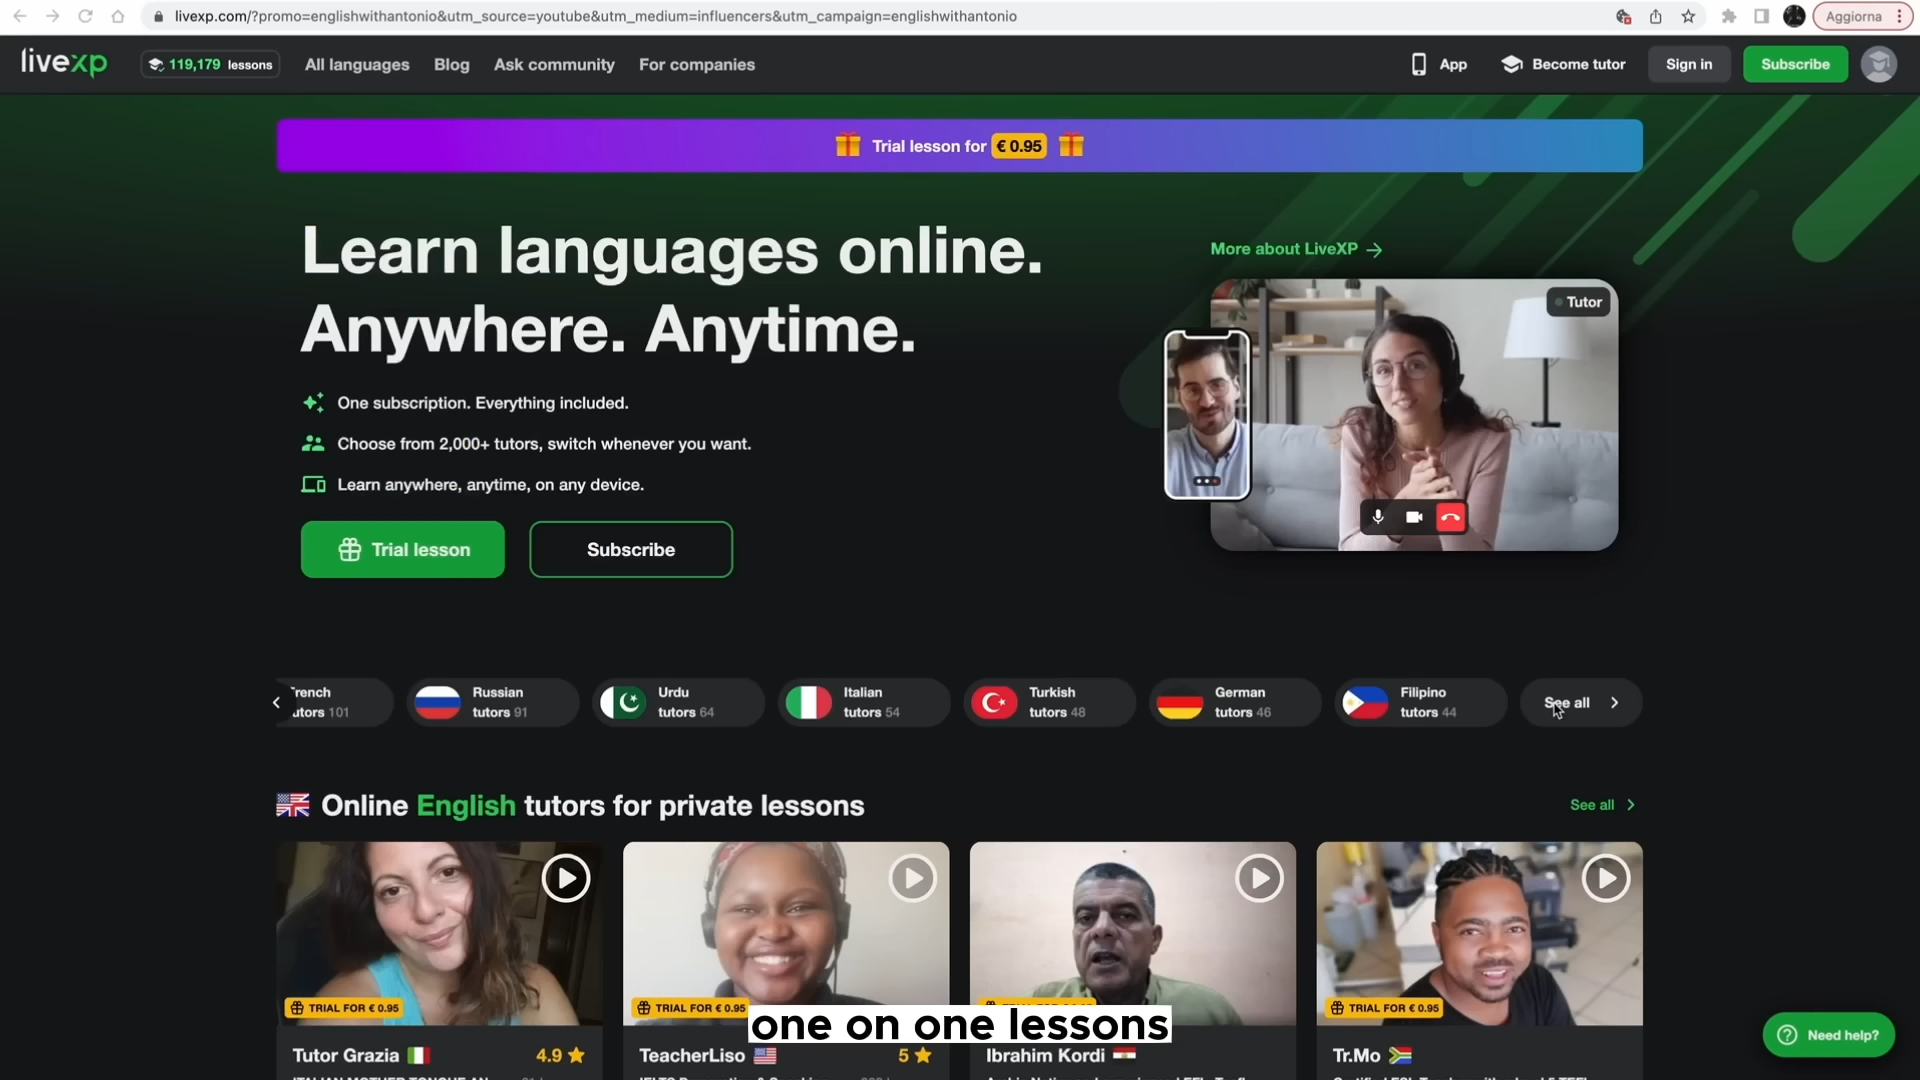 livexp.com/?promo=englishwithantonio&utm_source=youtube&utm_medium=influencers&utm_campaign=englishwithantonio
Aggiorna
livexp
119,179 lessons
All languages
Blog
Ask community
For companies
App
Become tutor
Sign in
Subscribe
Trial lesson for € 0.95
Learn languages online.
Anywhere. Anytime.
More about LiveXP →
Tutor
One subscription. Everything included.
Choose from 2,000+ tutors, switch whenever you want.
Learn anywhere, anytime, on any device.
Trial lesson
Subscribe
rench
utors 101
Russian
tutors 91
Urdu
tutors 64
Italian
tutors 54
Turkish
tutors 48
German
tutors 46
Filipino
tutors 44
See all
Online English tutors for private lessons
See all
TRIAL FOR € 0.95
TRIAL FOR € 0.95
TRIAL FOR € 0.95
one on one lessons
Tutor Grazia
4.9
TeacherLiso
5
Ibrahim Kordi
Tr.Mo
Need help?